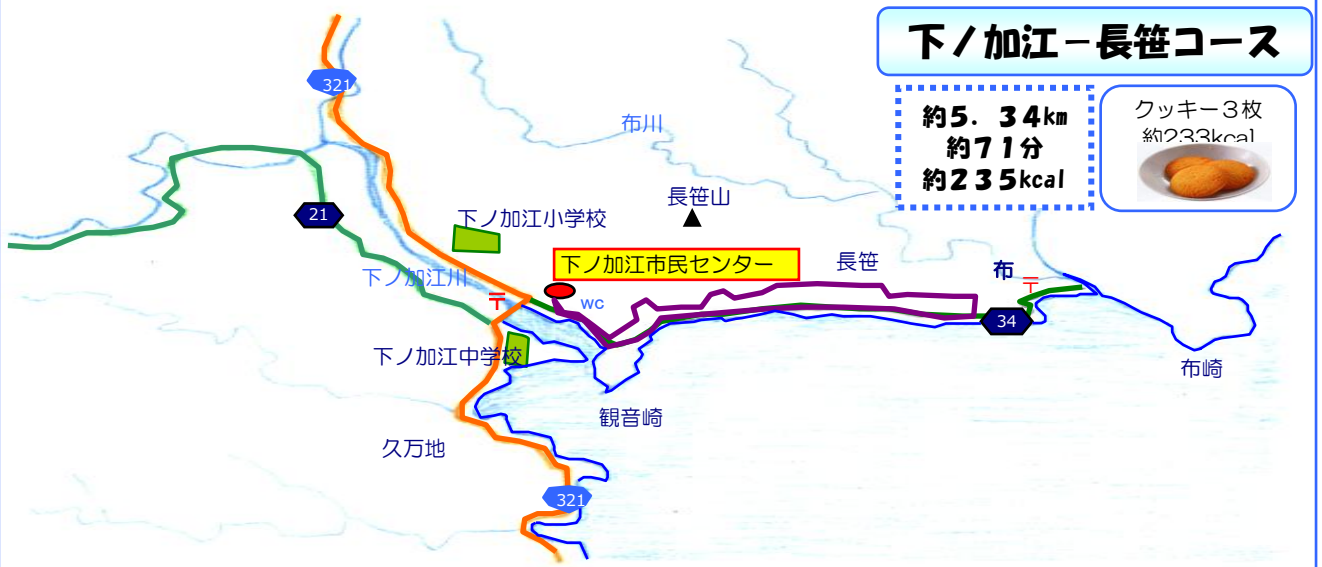 下ノ加江－長笹コース
約5．34km
約71分
約235kcal
クッキー3枚
約233kcal
321
布川
長笹山
21
下ノ加江小学校
下ノ加江市民センター
長笹
布
〒
下ノ加江川
〒
wc
34
下ノ加江中学校
布崎
観音崎
久万地
321